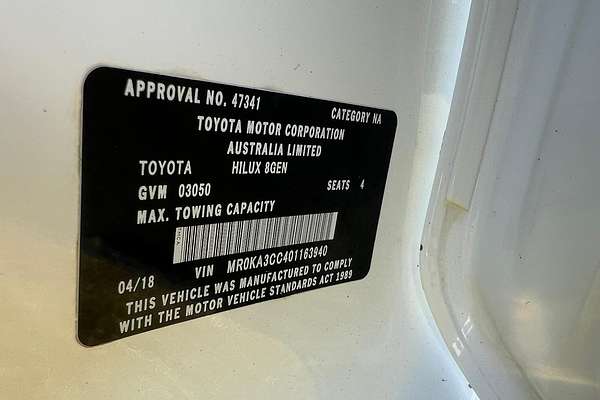 APPROVAL NO. 47341 CATEGORY NA
TOYOTA MOTOR CORPORATION
AUSTRALIA LIMITED
TOYOTA HILUX 8GEN
GVM 03050 SEATS 4
MAX. TOWING CAPACITY
VIN MR0KA3CC401163940
04/18
THIS VEHICLE WAS MANUFACTURED TO COMPLY
WITH THE MOTOR VEHICLE STANDARDS ACT 1989